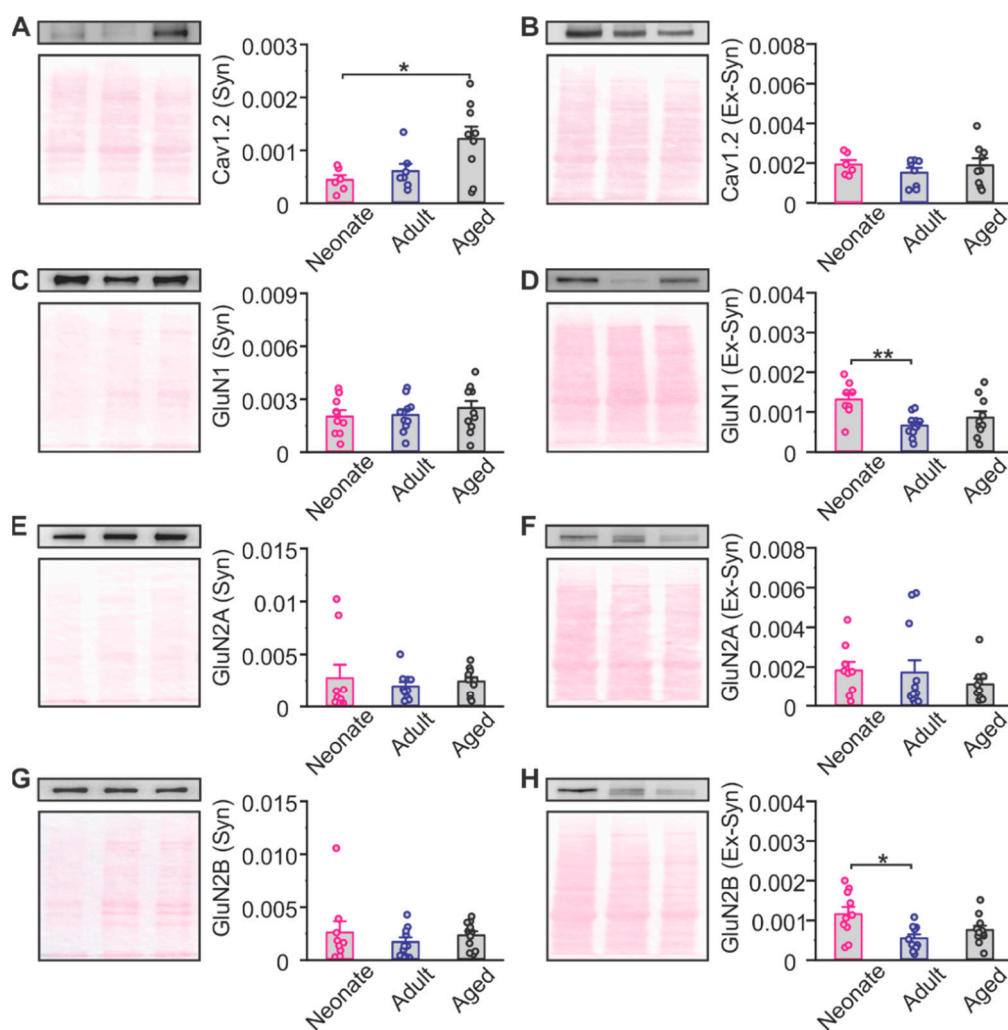 A
Cav1.2 (Syn)
0.003
0.002
0.001
0
*
Neonate
Adult
Aged
B
Cav1.2 (Ex-Syn)
0.008
0.006
0.004
0.002
0
Neonate
Adult
Aged
C
GluN1 (Syn)
0.009
0.006
0.003
0
Neonate
Adult
Aged
D
GluN1 (Ex-Syn)
0.004
0.003
0.002
0.001
0
**
Neonate
Adult
Aged
E
GluN2A (Syn)
0.015
0.01
0.005
0
Neonate
Adult
Aged
F
GluN2A (Ex-Syn)
0.008
0.006
0.004
0.002
0
Neonate
Adult
Aged
G
GluN2B (Syn)
0.015
0.010
0.005
0
Neonate
Adult
Aged
H
GluN2B (Ex-Syn)
0.004
0.003
0.002
0.001
0
*
Neonate
Adult
Aged